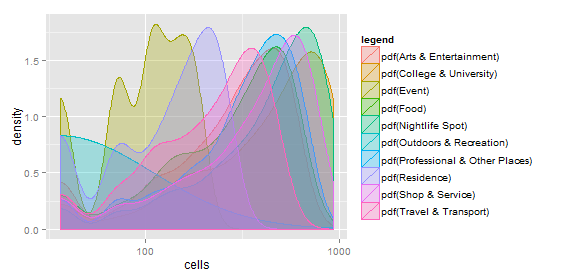 legend
pdf(Arts & Entertainment)
pdf(College & University)
pdf(Event)
pdf(Food)
pdf(Nightlife Spot)
pdf(Outdoors & Recreation)
pdf(Professional & Other Places)
pdf(Residence)
pdf(Shop & Service)
pdf(Travel & Transport)
density
1.5
1.0
0.5
0.0
100
1000
cells